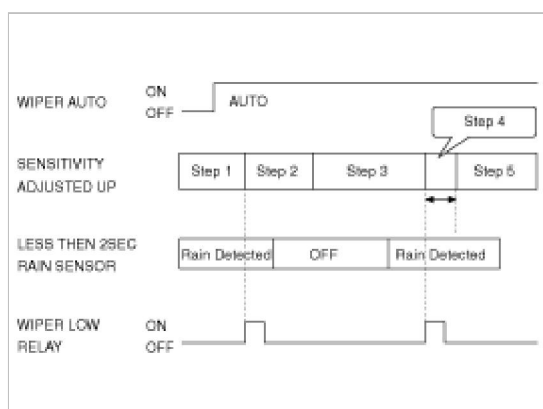 WIPER AUTO
ON
OFF
AUTO
Step 4
SENSITIVITY
ADJUSTED UP
Step 1
Step 2
Step 3
Step 5
LESS THEN 2SEC
RAIN SENSOR
Rain Detected
OFF
Rain Detected
WIPER LOW
RELAY
ON
OFF